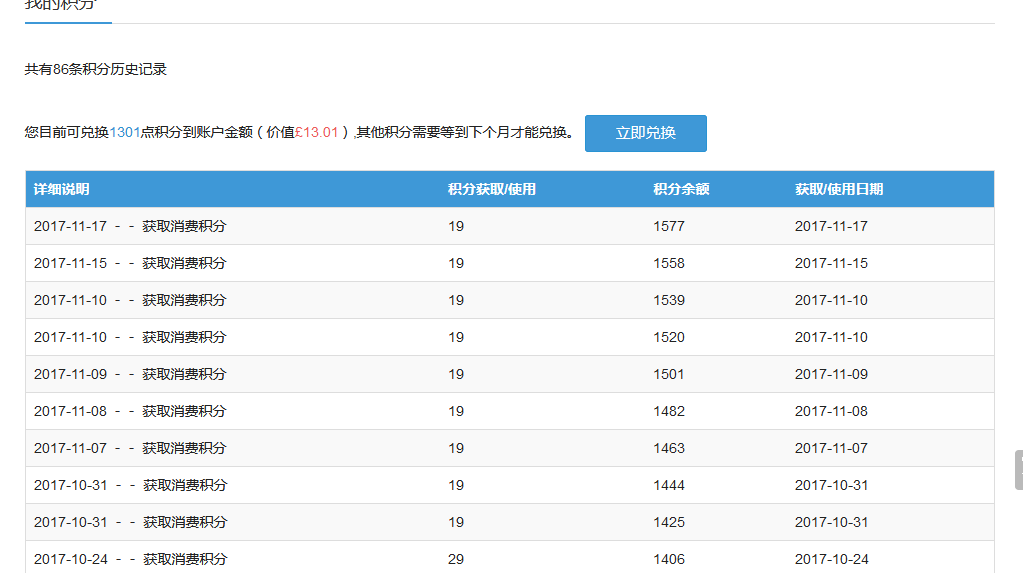 我的积分
共有86条积分历史记录
您目前可兑换1301点积分到账户金额（价值£13.01）,其他积分需要等到下个月才能兑换。 立即兑换
详细说明 积分获取/使用 积分余额 获取/使用日期
2017-11-17 - - 获取消费积分 19 1577 2017-11-17
2017-11-15 - - 获取消费积分 19 1558 2017-11-15
2017-11-10 - - 获取消费积分 19 1539 2017-11-10
2017-11-10 - - 获取消费积分 19 1520 2017-11-10
2017-11-09 - - 获取消费积分 19 1501 2017-11-09
2017-11-08 - - 获取消费积分 19 1482 2017-11-08
2017-11-07 - - 获取消费积分 19 1463 2017-11-07
2017-10-31 - - 获取消费积分 19 1444 2017-10-31
2017-10-31 - - 获取消费积分 19 1425 2017-10-31
2017-10-24 - - 获取消费积分 29 1406 2017-10-24